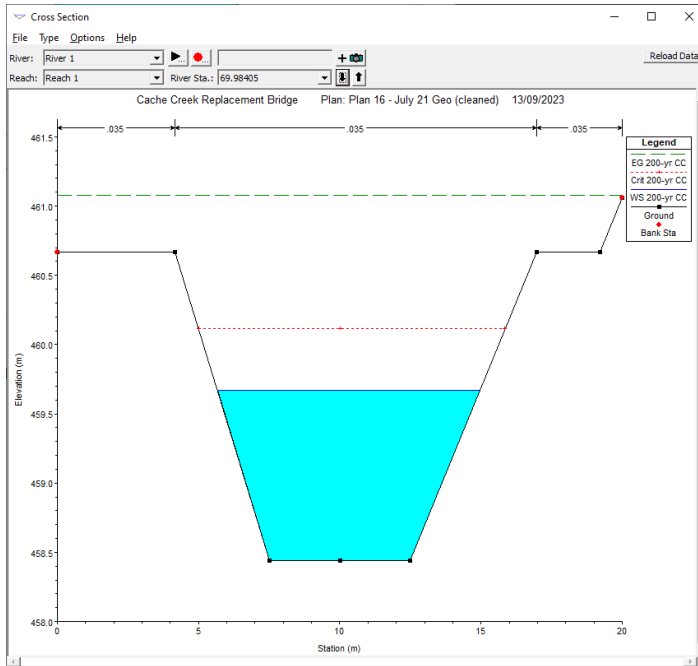 Cross Section
File Type Options Help
River: River 1
Reload Data
Reach: Reach 1 River Sta.: 69.98405
Cache Creek Replacement Bridge Plan: Plan 16 - July 21 Geo (cleaned) 13/09/2023
.035 .035 .035
Legend
EG 200-yr CC
Crit 200-yr CC
WS 200-yr CC
Ground
Bank Sta
461.5
461.0
460.5
460.0
459.5
459.0
458.5
458.0
Elevation (m)
0 5 10 15 20
Station (m)